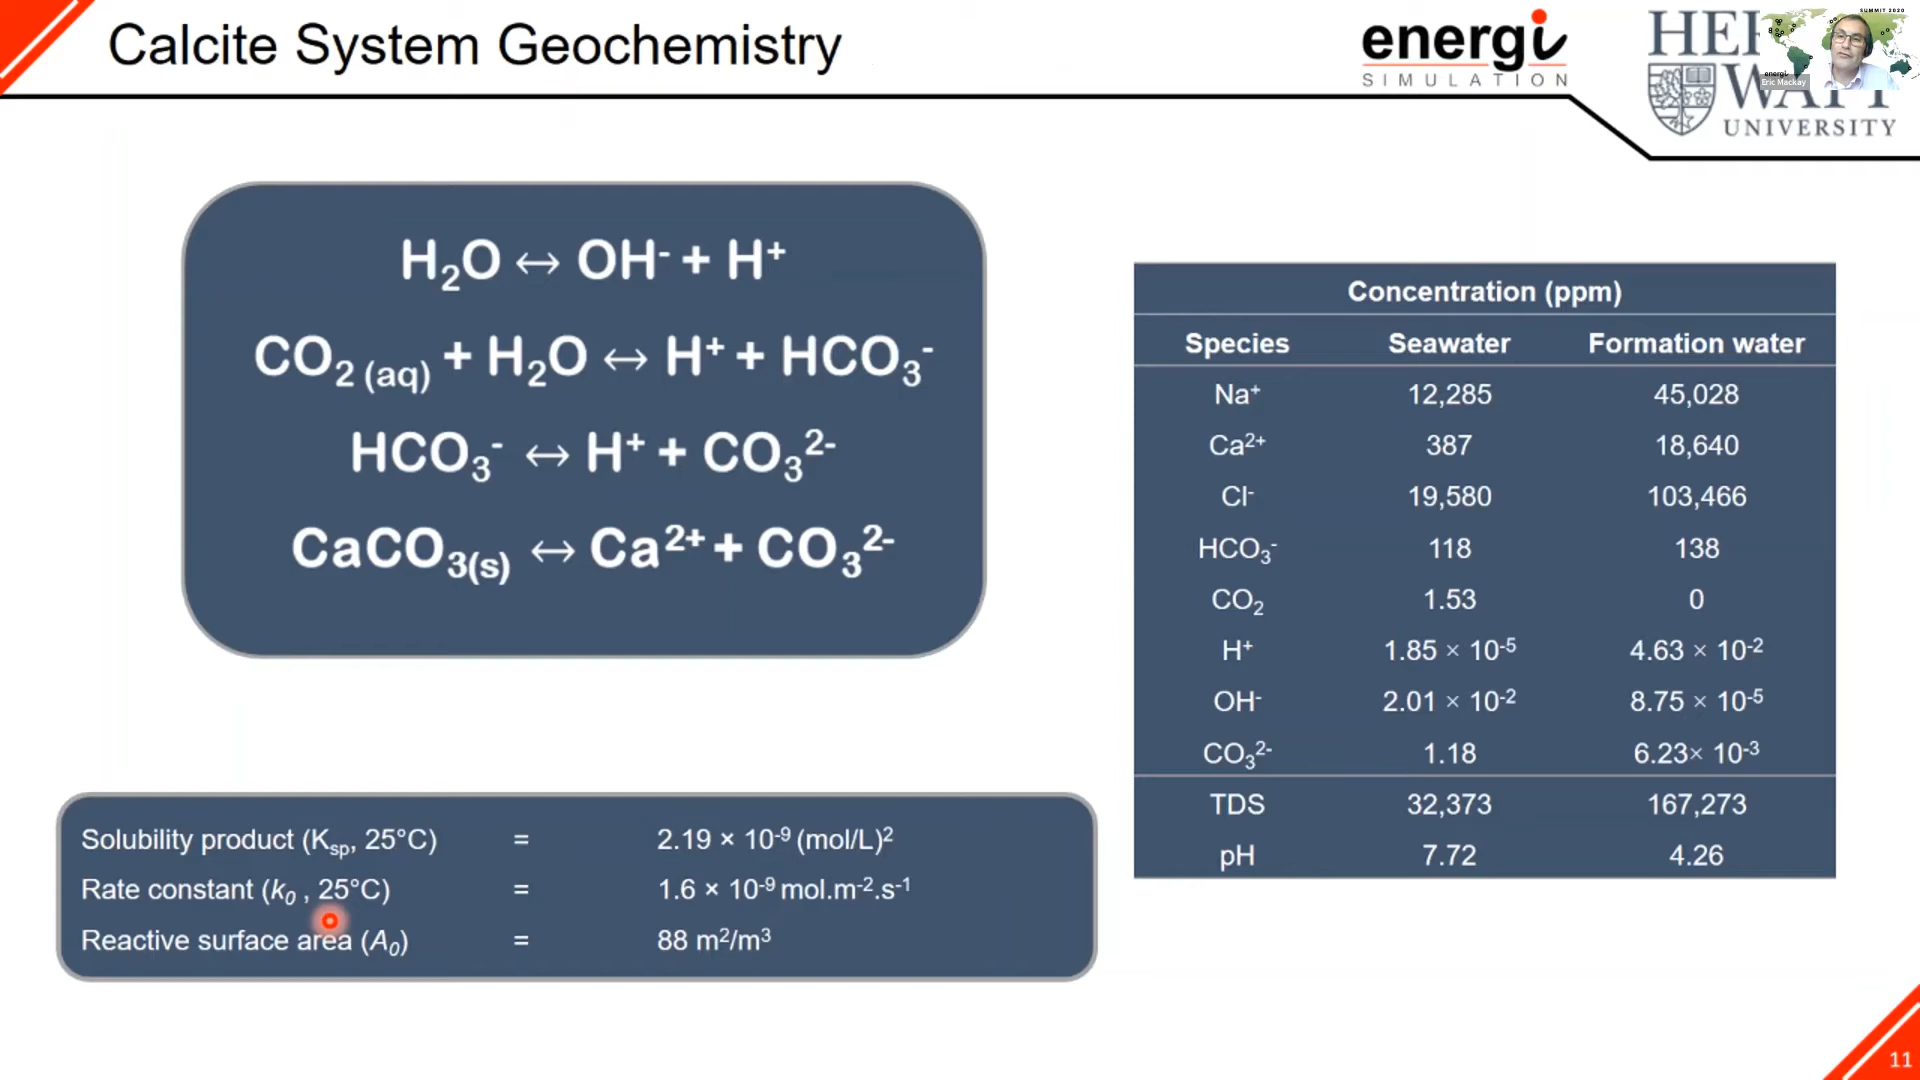 Calcite System Geochemistry
energi
SIMULATION
SUMMIT 2020
energi
Eric Mackay
UNIVERSITY
H₂O ↔ OH⁻ + H⁺
CO₂ (aq) + H₂O ↔ H⁺ + HCO₃⁻
HCO₃⁻ ↔ H⁺ + CO₃²⁻
CaCO₃(s) ↔ Ca²⁺ + CO₃²⁻
Concentration (ppm)
Species Seawater Formation water
Na⁺ 12,285 45,028
Ca²⁺ 387 18,640
Cl⁻ 19,580 103,466
HCO₃⁻ 118 138
CO₂ 1.53 0
H⁺ 1.85 × 10⁻⁵ 4.63 × 10⁻²
OH⁻ 2.01 × 10⁻² 8.75 × 10⁻⁵
CO₃²⁻ 1.18 6.23× 10⁻³
TDS 32,373 167,273
pH 7.72 4.26
Solubility product (Kₛₚ, 25°C) = 2.19 × 10⁻⁹ (mol/L)²
Rate constant (k₀ , 25°C) = 1.6 × 10⁻⁹ mol.m⁻².s⁻¹
Reactive surface area (A₀) = 88 m²/m³
11